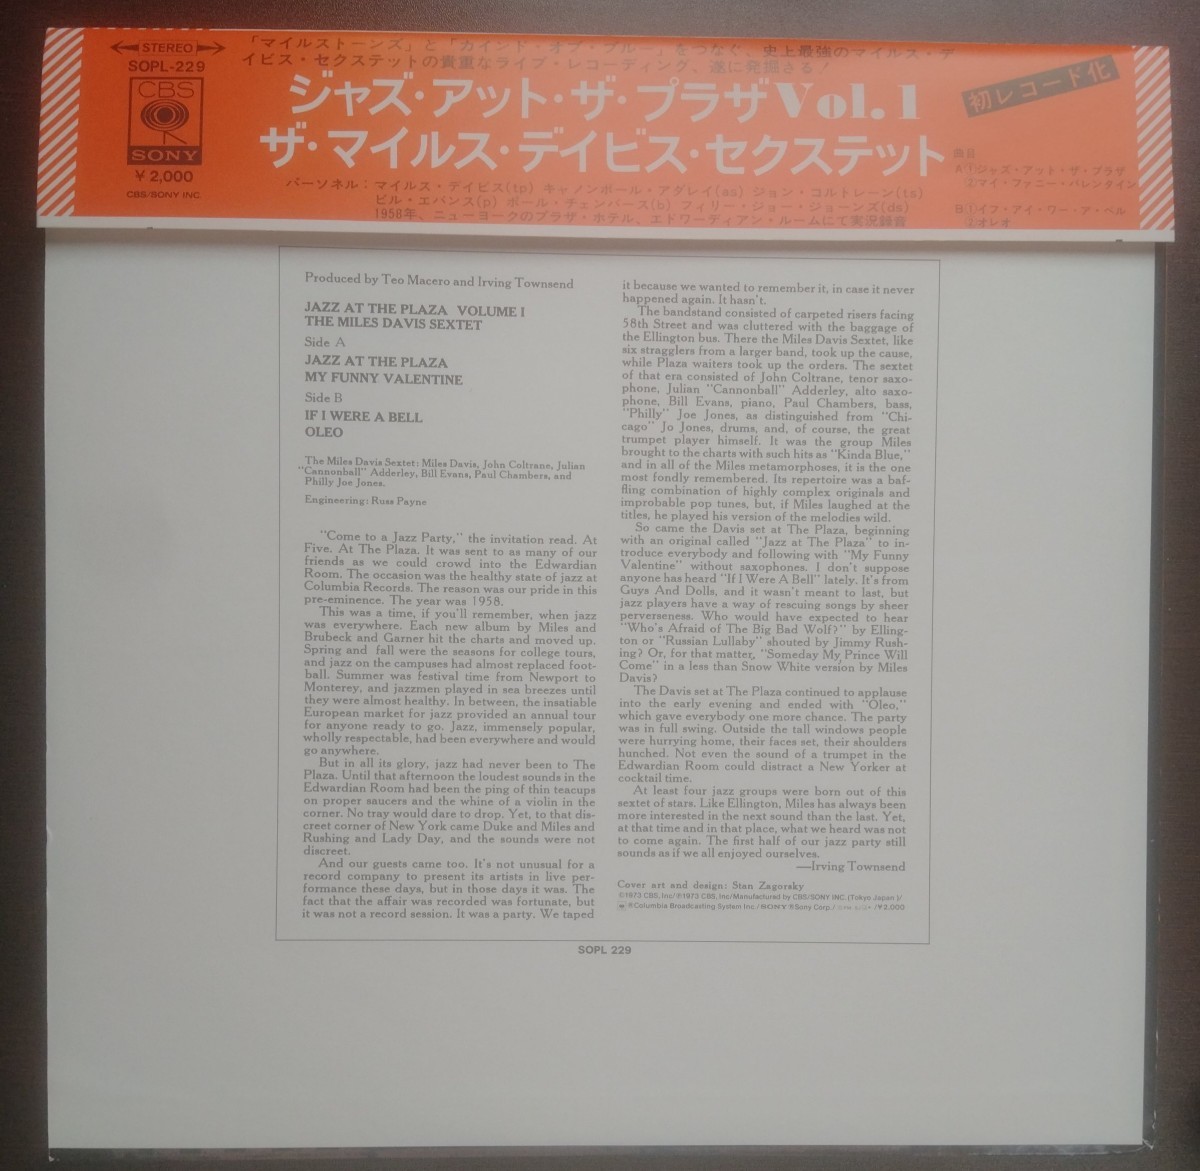 STEREO
SOPL-229
CBS
SONY
¥2,000
CBS/SONY INC.
「マイルストーンズ」と「カインド・オブ・ブルー」をつなぐ、史上最強のマイルス・デ
イビス・セクステットの貴重なライブ・レコーディング、遂に発掘さる！
ジャズ・アット・ザ・プラザVol.1
ザ・マイルス・デイビス・セクステット
初レコード化
パーソネル：マイルス・デイビス(tp) キャノンボール・アダレイ(as) ジョン・コルトレーン(ts)
ビル・エバンス(p) ポール・チェンバース(b) フィリー・ジョー・ジョーンズ(ds)
1958年、ニューヨークのプラザ・ホテル、エドワーディアン・ルームにて実況録音
曲目
A①ジャズ・アット・ザ・プラザ
②マイ・ファニー・バレンタイン
B①イフ・アイ・ワー・ア・ベル
②オレオ
Produced by Teo Macero and Irving Townsend
JAZZ AT THE PLAZA VOLUME I
THE MILES DAVIS SEXTET
Side A
JAZZ AT THE PLAZA
MY FUNNY VALENTINE
Side B
IF I WERE A BELL
OLEO
The Miles Davis Sextet: Miles Davis, John Coltrane, Julian
"Cannonball" Adderley, Bill Evans, Paul Chambers, and
Philly Joe Jones.
Engineering: Russ Payne
"Come to a Jazz Party," the invitation read. At
Five. At The Plaza. It was sent to as many of our
friends as we could crowd into the Edwardian
Room. The occasion was the healthy state of jazz at
Columbia Records. The reason was our pride in this
pre-eminence. The year was 1958.
This was a time, if you'll remember, when jazz
was everywhere. Each new album by Miles and
Brubeck and Garner hit the charts and moved up.
Spring and fall were the seasons for college tours,
and jazz on the campuses had almost replaced foot-
ball. Summer was festival time from Newport to
Monterey, and jazzmen played in sea breezes until
they were almost healthy. In between, the insatiable
European market for jazz provided an annual tour
for anyone ready to go. Jazz, immensely popular,
wholly respectable, had been everywhere and would
go anywhere.
But in all its glory, jazz had never been to The
Plaza. Until that afternoon the loudest sounds in the
Edwardian Room had been the ping of thin teacups
on proper saucers and the whine of a violin in the
corner. No tray would dare to drop. Yet, to that dis-
creet corner of New York came Duke and Miles and
Rushing and Lady Day, and the sounds were not
discreet.
And our guests came too. It's not unusual for a
record company to present its artists in live per-
formance these days, but in those days it was. The
fact that the affair was recorded was fortunate, but
it was not a record session. It was a party. We taped
it because we wanted to remember it, in case it never
happened again. It hasn't.
The bandstand consisted of carpeted risers facing
58th Street and was cluttered with the baggage of
the Ellington bus. There the Miles Davis Sextet, like
six stragglers from a larger band, took up the cause,
while Plaza waiters took up the orders. The sextet
of that era consisted of John Coltrane, tenor saxo-
phone, Julian "Cannonball" Adderley, alto saxo-
phone, Bill Evans, piano, Paul Chambers, bass,
"Philly" Joe Jones, as distinguished from "Chi-
cago" Jo Jones, drums, and, of course, the great
trumpet player himself. It was the group Miles
brought to the charts with such hits as "Kinda Blue,"
and in all of the Miles metamorphoses, it is the one
most fondly remembered. Its repertoire was a baf-
fling combination of highly complex originals and
improbable pop tunes, but, if Miles laughed at the
titles, he played his version of the melodies wild.
So came the Davis set at The Plaza, beginning
with an original called "Jazz at The Plaza" to in-
troduce everybody and following with "My Funny
Valentine" without saxophones. I don't suppose
anyone has heard "If I Were A Bell" lately. It's from
Guys And Dolls, and it wasn't meant to last, but
jazz players have a way of rescuing songs by sheer
perverseness. Who would have expected to hear
"Who's Afraid of The Big Bad Wolf?" by Elling-
ton or "Russian Lullaby" shouted by Jimmy Rush-
ing? Or, for that matter, "Someday My Prince Will
Come" in a less than Snow White version by Miles
Davis?
The Davis set at The Plaza continued to applause
into the early evening and ended with "Oleo,"
which gave everybody one more chance. The party
was in full swing. Outside the tall windows people
were hurrying home, their faces set, their shoulders
hunched. Not even the sound of a trumpet in the
Edwardian Room could distract a New Yorker at
cocktail time.
At least four jazz groups were born out of this
sextet of stars. Like Ellington, Miles has always been
more interested in the next sound than the last. Yet,
at that time and in that place, what we heard was not
to come again. The first half of our jazz party still
sounds as if we all enjoyed ourselves.
—Irving Townsend
Cover art and design: Stan Zagorsky
©1973 CBS, Inc/℗1973 CBS, Inc/Manufactured by CBS/SONY INC. (Tokyo Japan)/
®Columbia Broadcasting System Inc./SONY®Sony Corp./ /¥2,000
SOPL 229